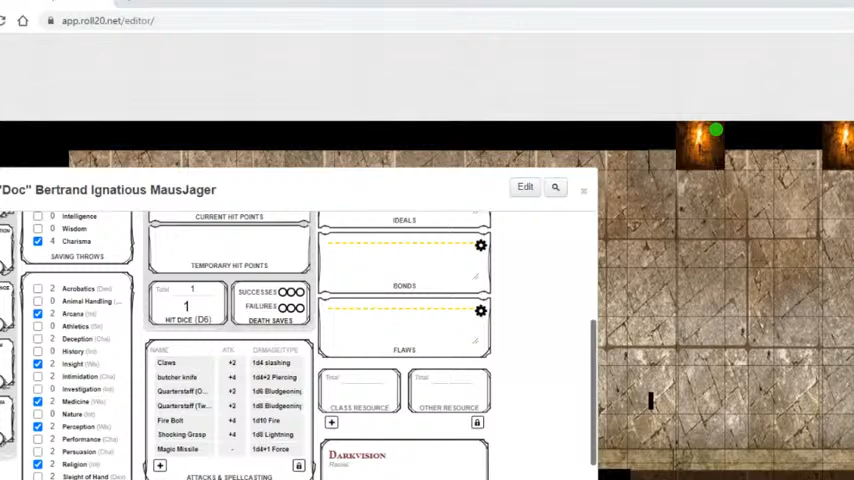 app.roll20.net/editor/
"Doc" Bertrand Ignatious MausJager
Edit
0 Intelligence
0 Wisdom
4 Charisma
SAVING THROWS
2 Acrobatics (Dex)
0 Animal Handling (...
2 Arcana (Int)
0 Athletics (Str)
2 Deception (Cha)
0 History (Int)
2 Insight (Wis)
2 Intimidation (Cha)
0 Investigation (Int)
2 Medicine (Wis)
0 Nature (Int)
2 Perception (Wis)
2 Performance (Cha)
2 Persuasion (Cha)
2 Religion (Int)
2 Sleight of Hand (Dex)
CURRENT HIT POINTS
TEMPORARY HIT POINTS
Total 1
1
HIT DICE (D6)
SUCCESSES
FAILURES
DEATH SAVES
NAME ATK DAMAGE/TYPE
Claws +2 1d4 slashing
butcher knife +4 1d4+2 Piercing
Quarterstaff (O... +2 1d6 Bludgeoning
Quarterstaff (Tw... +2 1d8 Bludgeoning
Fire Bolt +4 1d10 Fire
Shocking Grasp +4 1d8 Lightning
Magic Missile - 1d4+1 Force
ATTACKS & SPELLCASTING
IDEALS
BONDS
FLAWS
Total
CLASS RESOURCE
Total
OTHER RESOURCE
DARKVISION
Racial